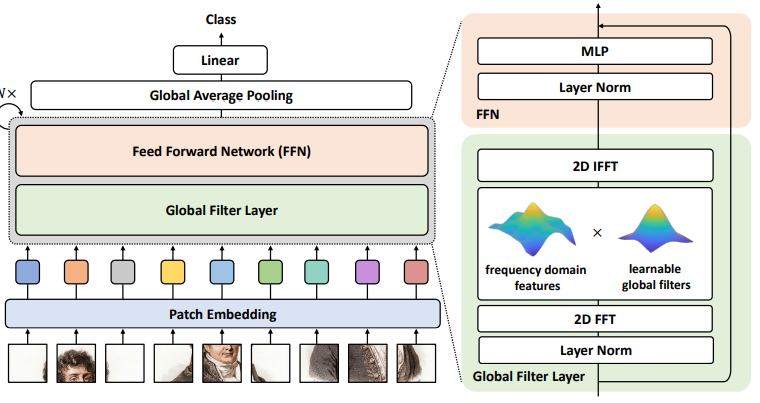 Class
Linear
Global Average Pooling
Feed Forward Network (FFN)
Global Filter Layer
Patch Embedding
MLP
Layer Norm
FFN
2D IFFT
×
frequency domain
features
learnable
global filters
2D FFT
Layer Norm
Global Filter Layer